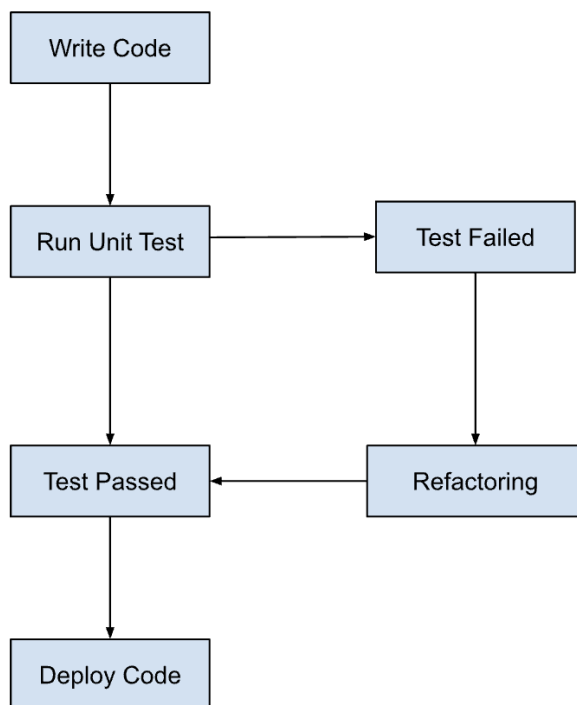 Write Code
Run Unit Test
Test Failed
Test Passed
Refactoring
Deploy Code